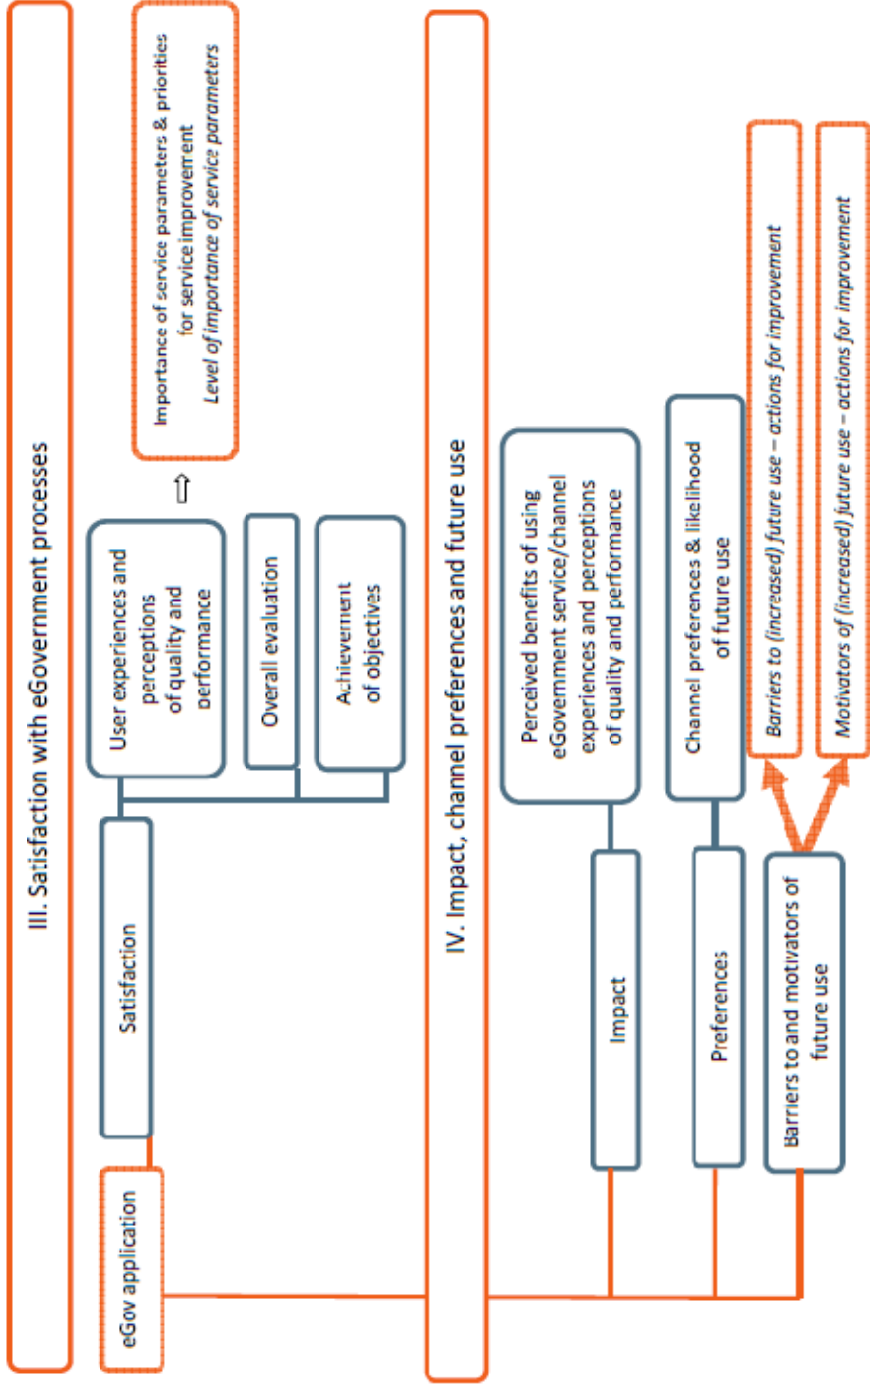 III. Satisfaction with eGovernment processes
eGov application
Satisfaction
User experiences and
perceptions
of quality and
performance
⇨
Importance of service parameters & priorities
for service improvement
Level of importance of service parameters
Overall evaluation
Achievement
of objectives
IV. Impact, channel preferences and future use
Impact
Perceived benefits of using
eGovernment service/channel
experiences and perceptions
of quality and performance
Preferences
Channel preferences & likelihood
of future use
Barriers to and motivators of
future use
Barriers to (increased) future use – actions for improvement
Motivators of (increased) future use – actions for improvement